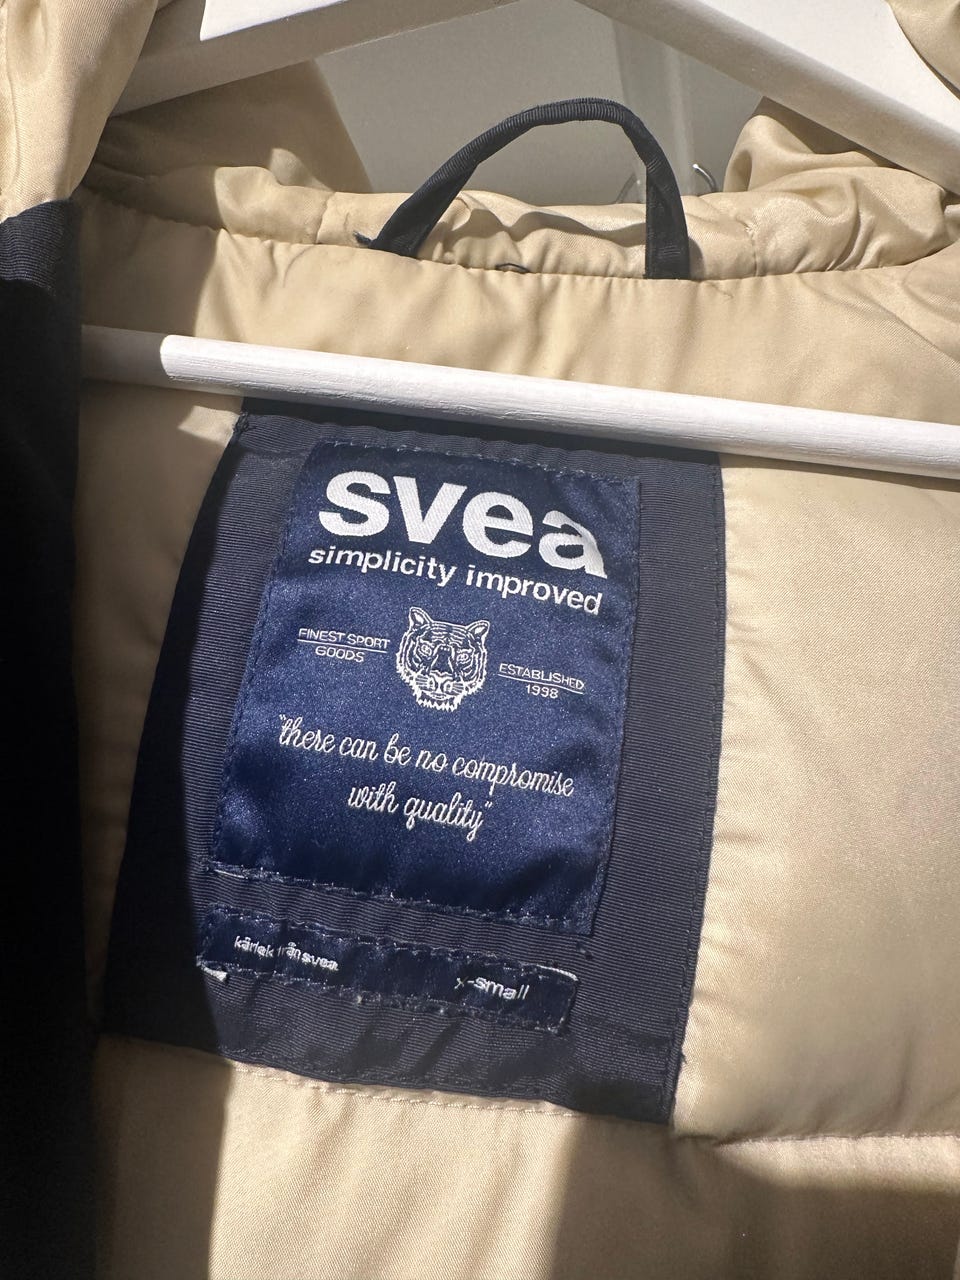 svea
simplicity improved
FINEST SPORT
GOODS
ESTABLISHED
1998
"there can be no compromise
with quality"
kärlek från svea
x-small